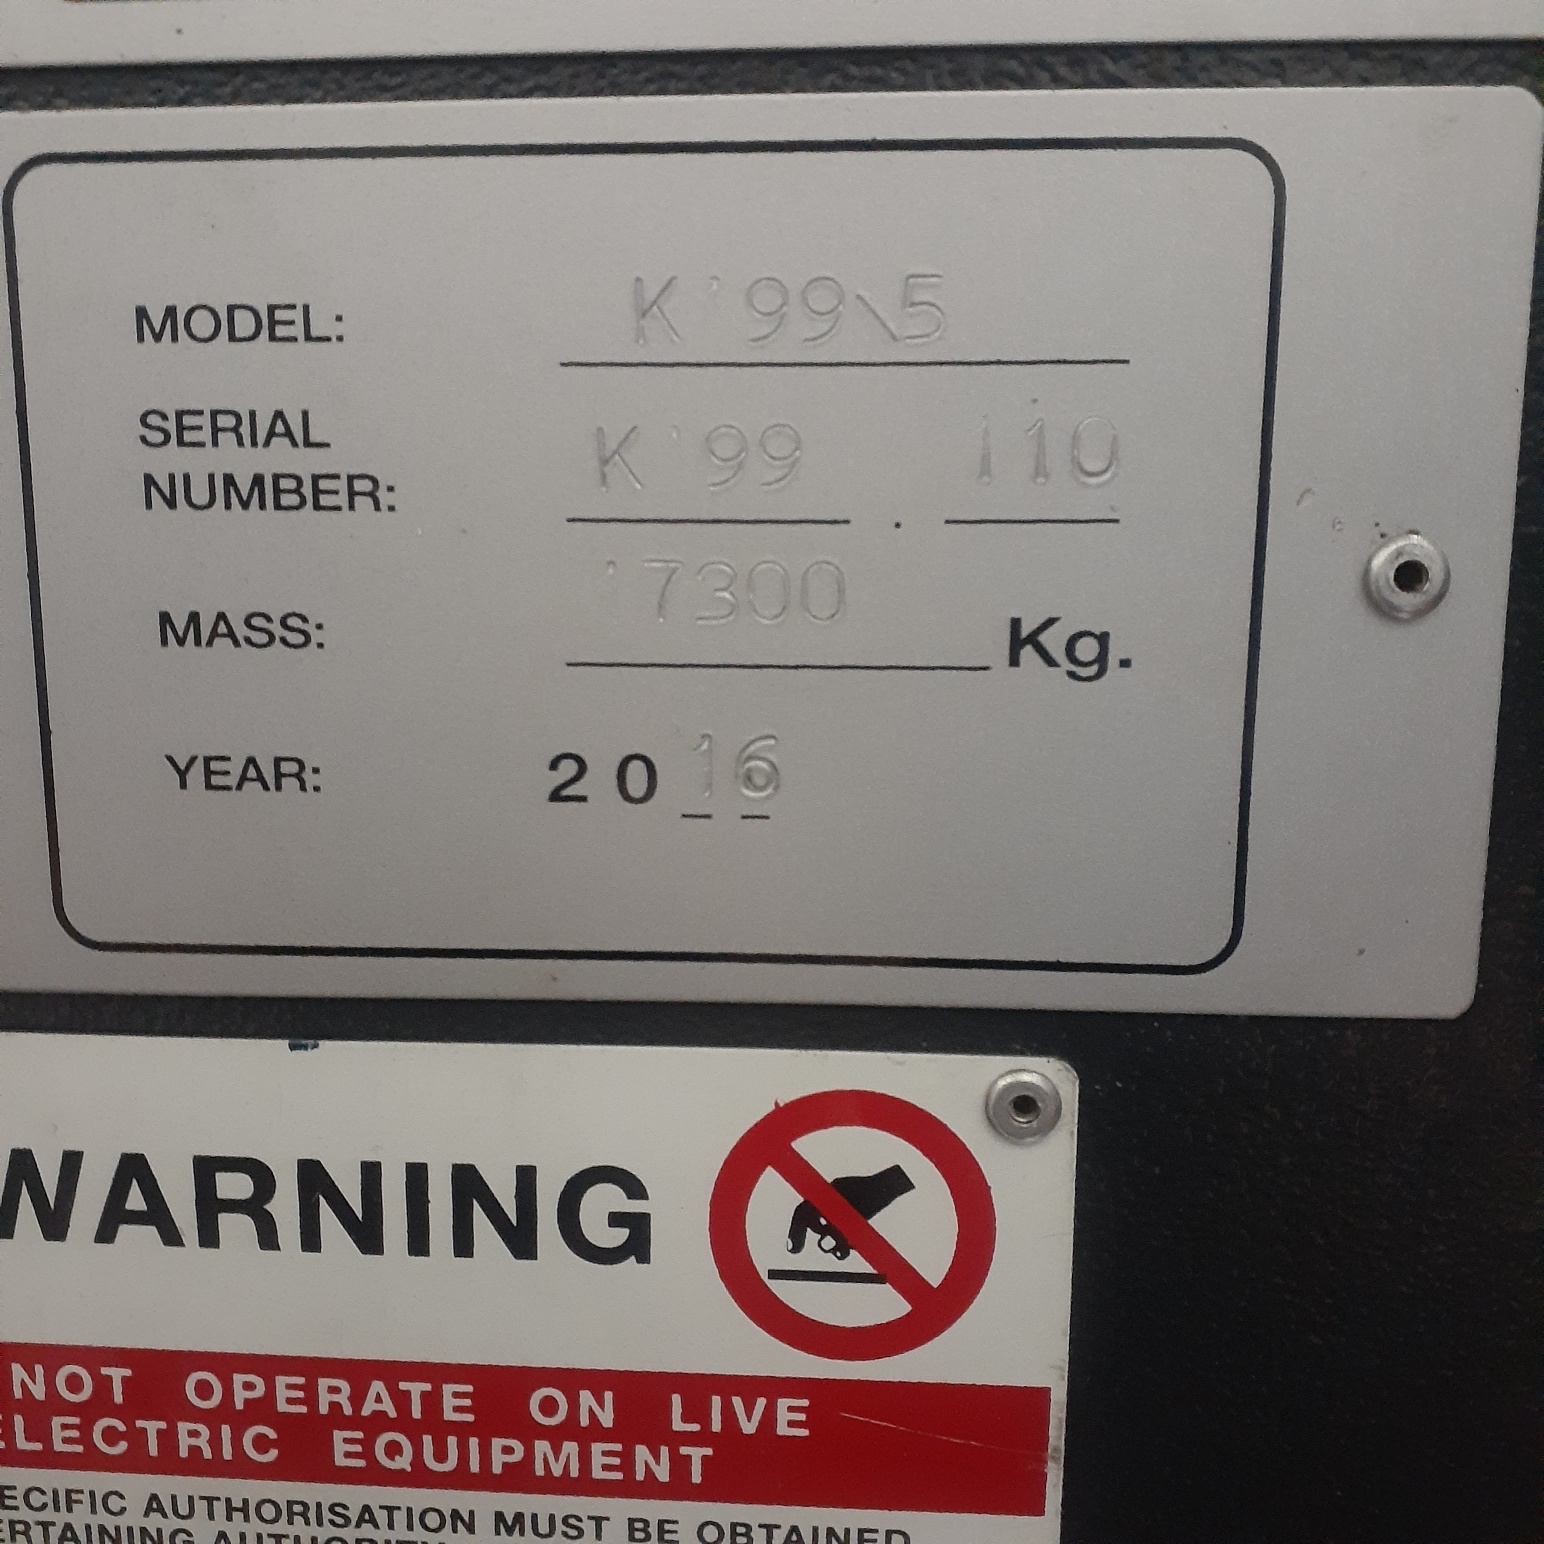 MODEL: K'99\5
SERIAL
NUMBER: K'99 . 110
MASS: '7300 Kg.
YEAR: 2016
WARNING
NOT OPERATE ON LIVE
ELECTRIC EQUIPMENT
ECIFIC AUTHORISATION MUST BE OBTAINED